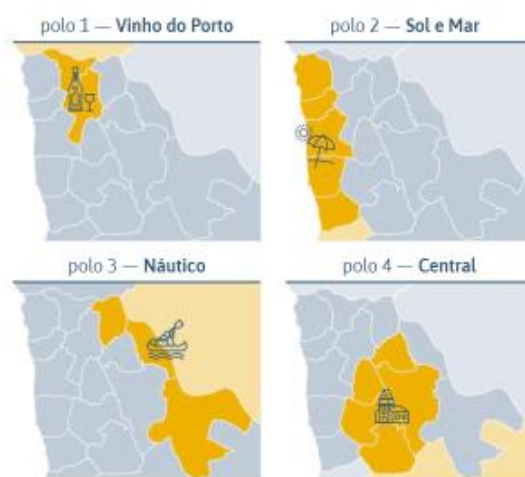 polo 1 — Vinho do Porto
polo 2 — Sol e Mar
polo 3 — Náutico
polo 4 — Central